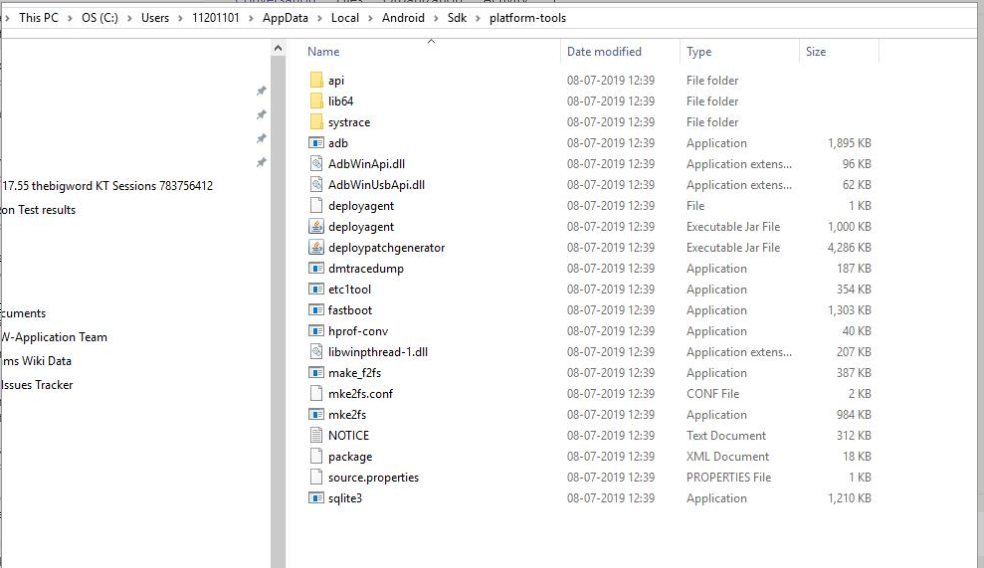 This PC > OS (C:) > Users > 11201101 > AppData > Local > Android > Sdk > platform-tools
17.55 thebigword KT Sessions 783756412
on Test results
cuments
W-Application Team
ms Wiki Data
Issues Tracker
Name Date modified Type Size
api 08-07-2019 12:39 File folder
lib64 08-07-2019 12:39 File folder
systrace 08-07-2019 12:39 File folder
adb 08-07-2019 12:39 Application 1,895 KB
AdbWinApi.dll 08-07-2019 12:39 Application extens... 96 KB
AdbWinUsbApi.dll 08-07-2019 12:39 Application extens... 62 KB
deployagent 08-07-2019 12:39 File 1 KB
deployagent 08-07-2019 12:39 Executable Jar File 1,000 KB
deploypatchgenerator 08-07-2019 12:39 Executable Jar File 4,286 KB
dmtracedump 08-07-2019 12:39 Application 187 KB
etc1tool 08-07-2019 12:39 Application 354 KB
fastboot 08-07-2019 12:39 Application 1,303 KB
hprof-conv 08-07-2019 12:39 Application 40 KB
libwinpthread-1.dll 08-07-2019 12:39 Application extens... 207 KB
make_f2fs 08-07-2019 12:39 Application 387 KB
mke2fs.conf 08-07-2019 12:39 CONF File 2 KB
mke2fs 08-07-2019 12:39 Application 984 KB
NOTICE 08-07-2019 12:39 Text Document 312 KB
package 08-07-2019 12:39 XML Document 18 KB
source.properties 08-07-2019 12:39 PROPERTIES File 1 KB
sqlite3 08-07-2019 12:39 Application 1,210 KB